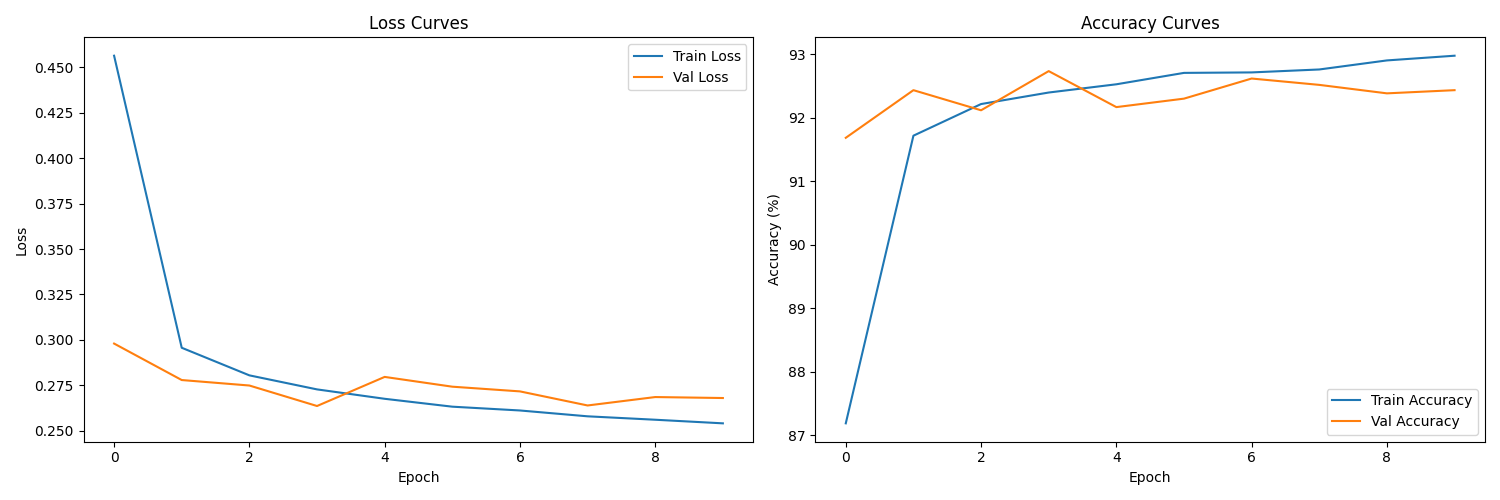 Loss Curves
Loss
0.450
0.425
0.400
0.375
0.350
0.325
0.300
0.275
0.250
Train Loss
Val Loss
0 2 4 6 8
Epoch
Accuracy Curves
Accuracy (%)
93
92
91
90
89
88
87
Train Accuracy
Val Accuracy
0 2 4 6 8
Epoch